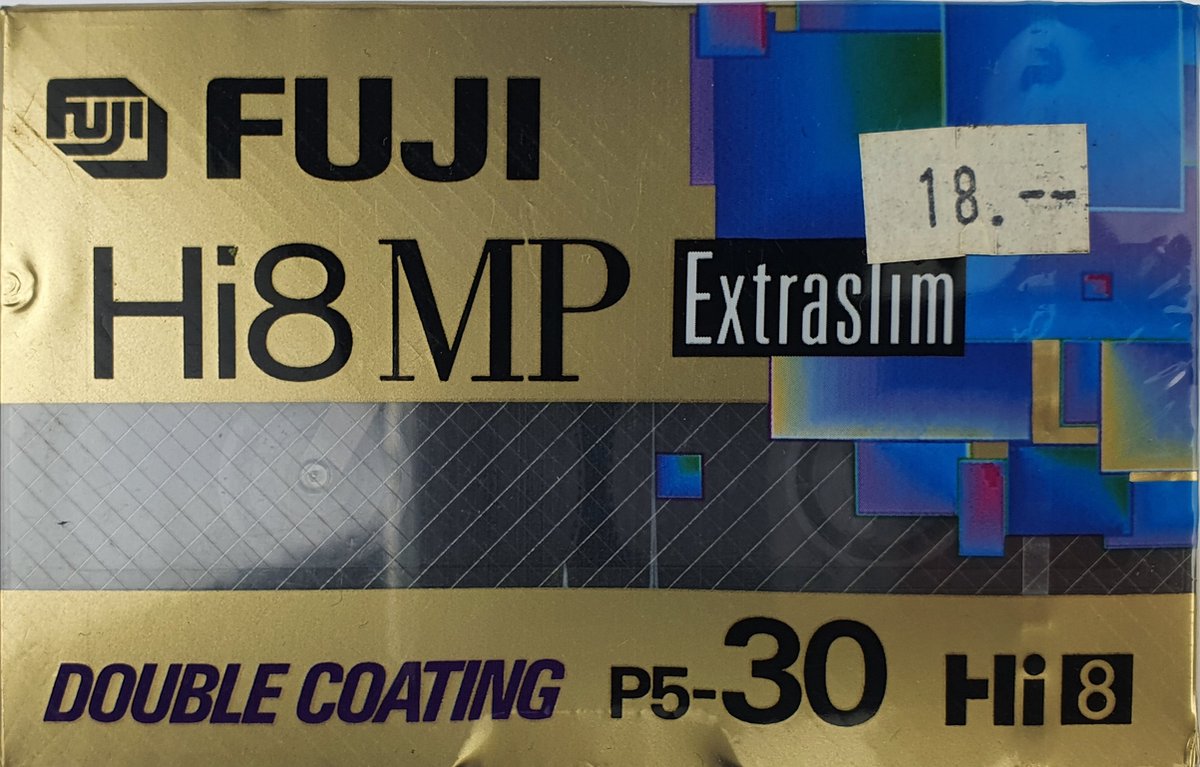 FUJI FUJI
18.--
Hi8 MP Extraslim
DOUBLE COATING P5-30 Hi8